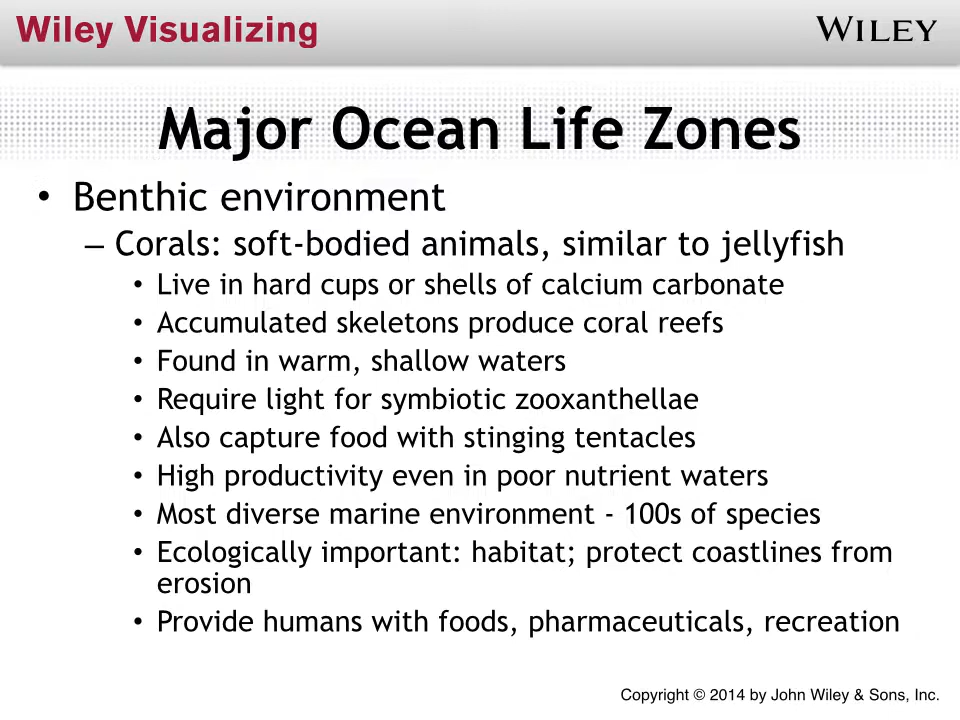 Wiley Visualizing
WILEY
Major Ocean Life Zones
• Benthic environment
– Corals: soft-bodied animals, similar to jellyfish
• Live in hard cups or shells of calcium carbonate
• Accumulated skeletons produce coral reefs
• Found in warm, shallow waters
• Require light for symbiotic zooxanthellae
• Also capture food with stinging tentacles
• High productivity even in poor nutrient waters
• Most diverse marine environment - 100s of species
• Ecologically important: habitat; protect coastlines from
erosion
• Provide humans with foods, pharmaceuticals, recreation
Copyright © 2014 by John Wiley & Sons, Inc.